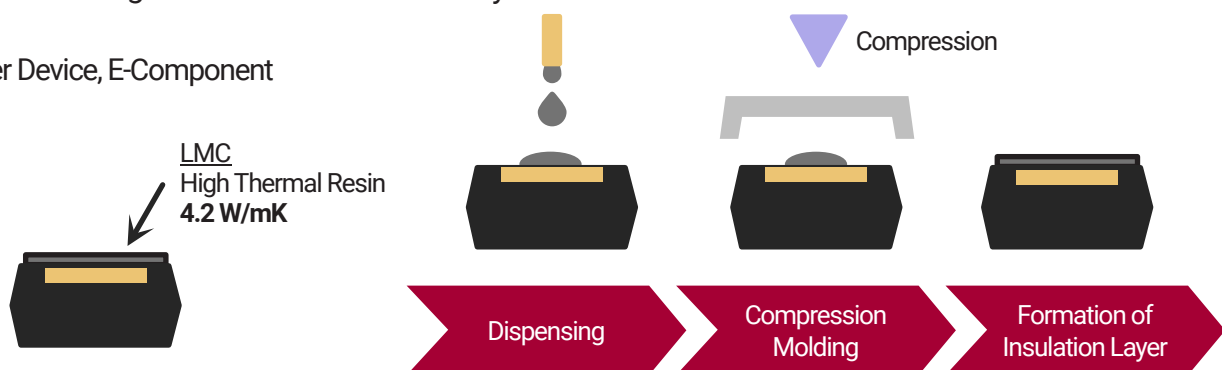 er Device, E-Component
LMC
High Thermal Resin
4.2 W/mK
Compression
Dispensing
Compression
Molding
Formation of
Insulation Layer